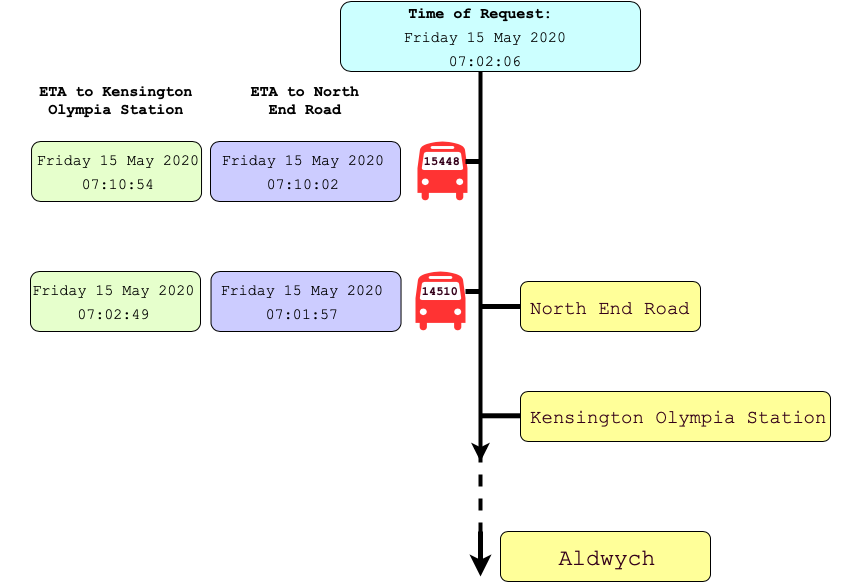 Time of Request:
Friday 15 May 2020
07:02:06
ETA to Kensington
Olympia Station
ETA to North
End Road
Friday 15 May 2020
07:10:54
Friday 15 May 2020
07:10:02
15448
Friday 15 May 2020
07:02:49
Friday 15 May 2020
07:01:57
14510
North End Road
Kensington Olympia Station
Aldwych